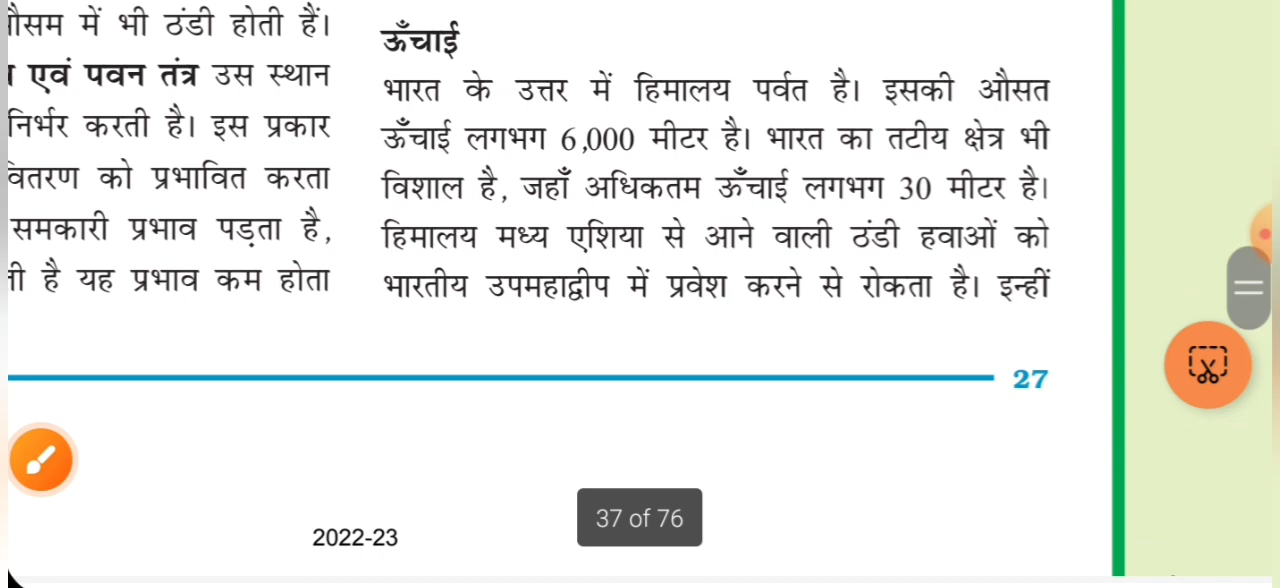 में भी ठंडी होती हैं।
एवं पवन तंत्र उस स्थान
निर्भर करती है। इस प्रकार
को प्रभावित करता
समकारी प्रभाव पड़ता है,
है यह प्रभाव कम होता
ऊँचाई
भारत के उत्तर में हिमालय पर्वत है। इसकी औसत
ऊँचाई लगभग 6,000 मीटर है। भारत का तटीय क्षेत्र भी
विशाल है, जहाँ अधिकतम ऊँचाई लगभग 30 मीटर है।
हिमालय मध्य एशिया से आने वाली ठंडी हवाओं को
भारतीय उपमहाद्वीप में प्रवेश करने से रोकता है। इन्हीं
27
37 of 76
2022-23